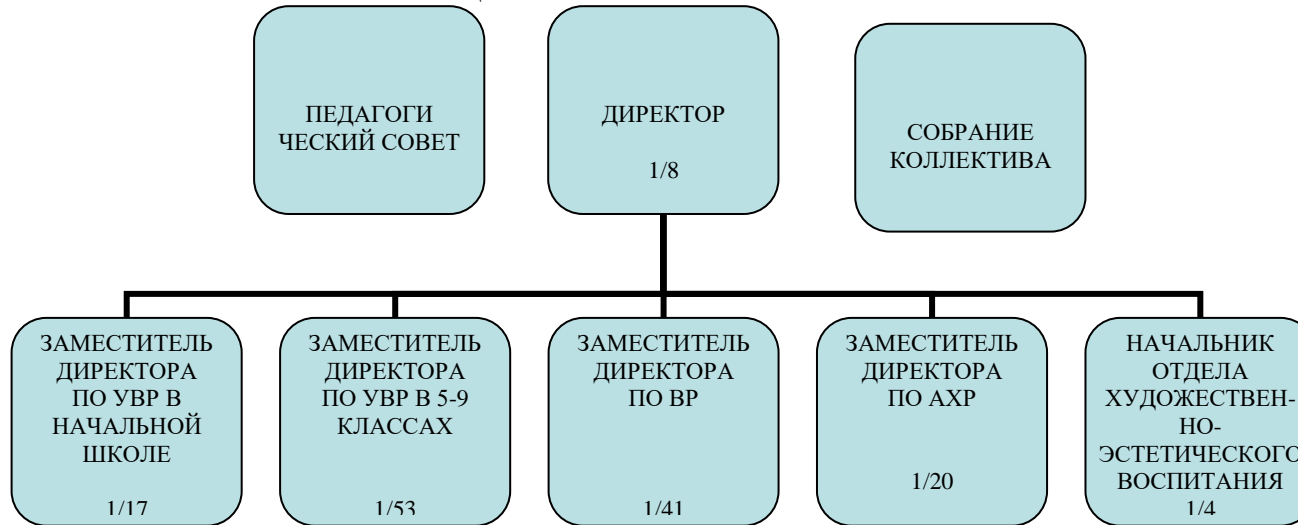 ПЕДАГОГИ
ЧЕСКИЙ СОВЕТ
ДИРЕКТОР
1/8
СОБРАНИЕ
КОЛЛЕКТИВА
ЗАМЕСТИТЕЛЬ
ДИРЕКТОРА
ПО УВР В
НАЧАЛЬНОЙ
ШКОЛЕ
1/17
ЗАМЕСТИТЕЛЬ
ДИРЕКТОРА
ПО УВР В 5-9
КЛАССАХ
1/53
ЗАМЕСТИТЕЛЬ
ДИРЕКТОРА
ПО ВР
1/41
ЗАМЕСТИТЕЛЬ
ДИРЕКТОРА
ПО АХР
1/20
НАЧАЛЬНИК
ОТДЕЛА
ХУДОЖЕСТВЕН-
НО-
ЭСТЕТИЧЕСКОГО
ВОСПИТАНИЯ
1/4